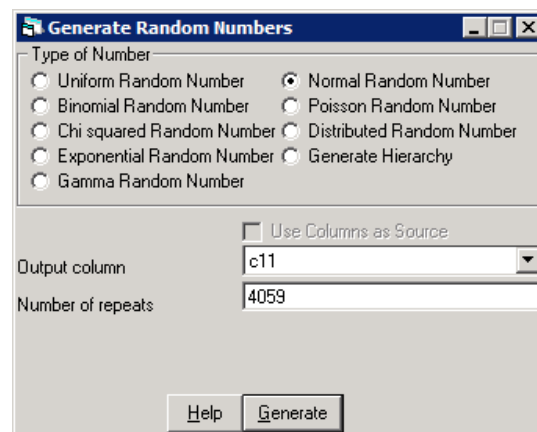 Generate Random Numbers
Type of Number
Uniform Random Number
Normal Random Number
Binomial Random Number
Poisson Random Number
Chi squared Random Number
Distributed Random Number
Exponential Random Number
Generate Hierarchy
Gamma Random Number
Use Columns as Source
Output column
c11
Number of repeats
4059
Help
Generate